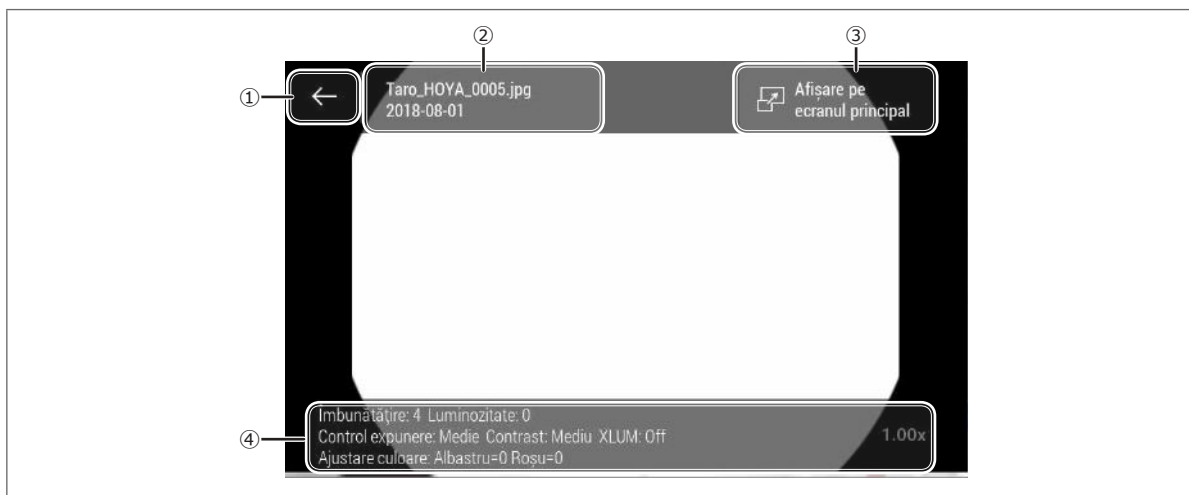 ② ③
① Taro_HOYA_0005.jpg Afișare pe
2018-08-01 ecranul principal
④ Îmbunătățire: 4 Luminozitate: 0
Control expunere: Medie Contrast: Mediu XLUM: Off 1.00x
Ajustare culoare: Albastru=0 Roșu=0